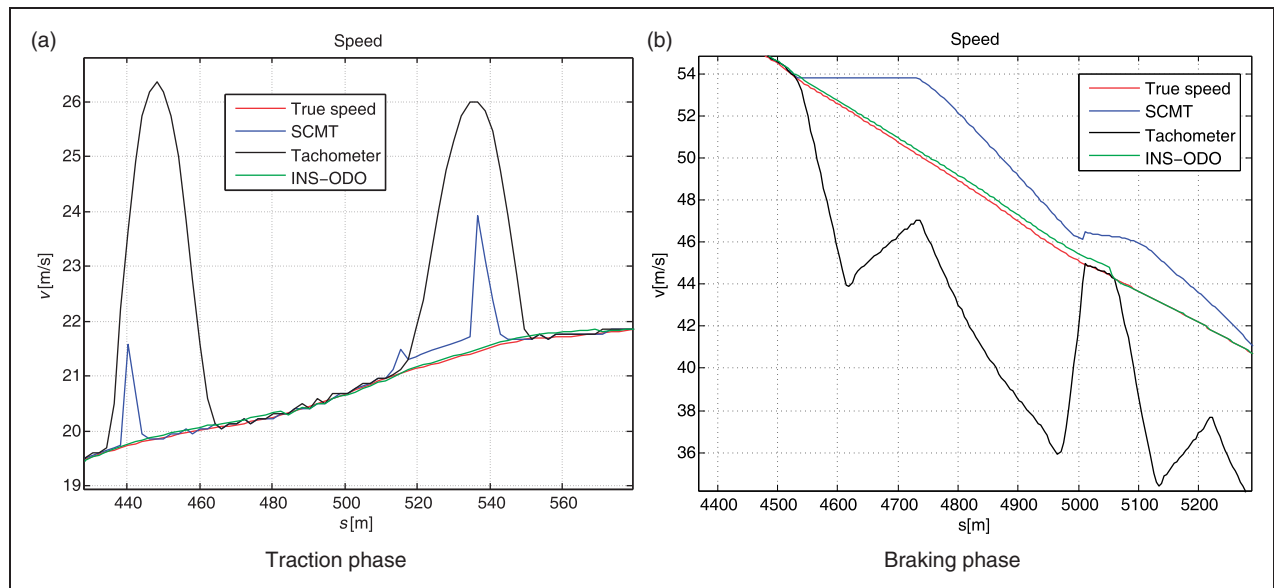 (a)
Speed
26
25
24
23
22
21
20
19
v[m/s]
True speed
SCMT
Tachometer
INS−ODO
440
460
480
500
520
540
560
s[m]
Traction phase
(b)
Speed
54
52
50
48
46
44
42
40
38
36
v[m/s]
True speed
SCMT
Tachometer
INS−ODO
4400
4500
4600
4700
4800
4900
5000
5100
5200
s[m]
Braking phase